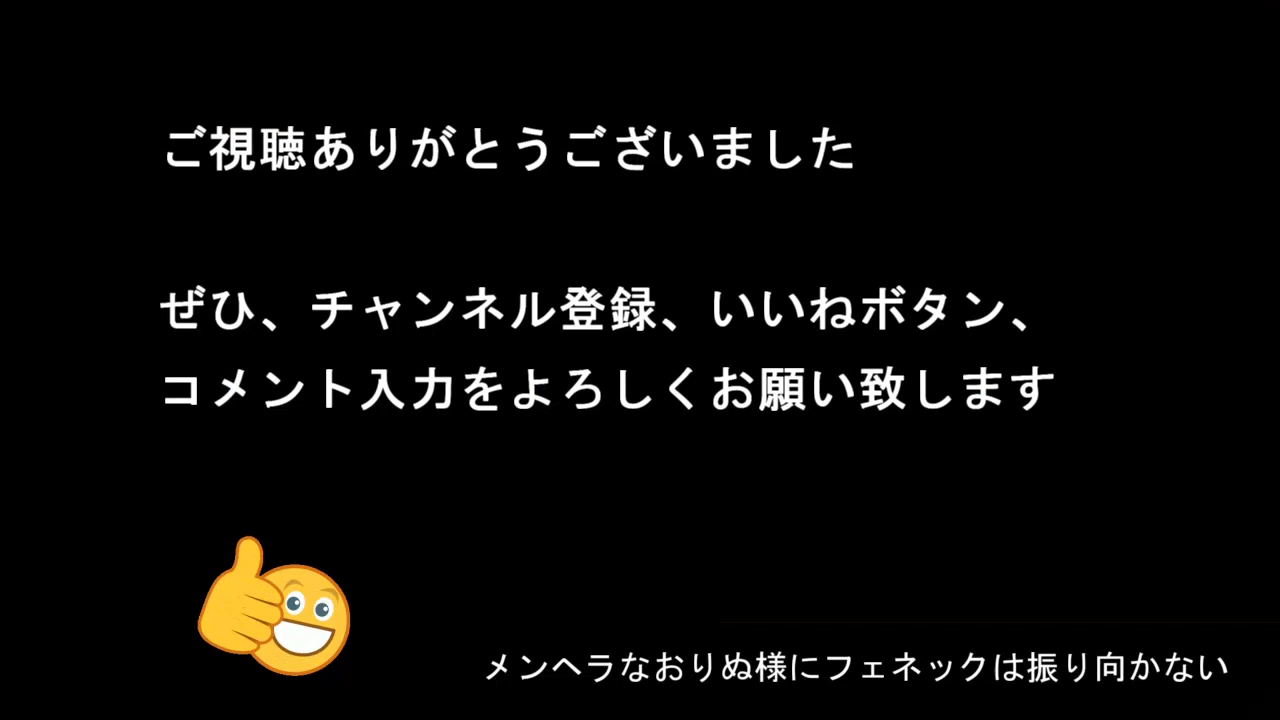 ご視聴ありがとうございました
ぜひ、チャンネル登録、いいねボタン、
コメント入力をよろしくお願い致します
メンヘラなおりぬ様にフェネックは振り向かない